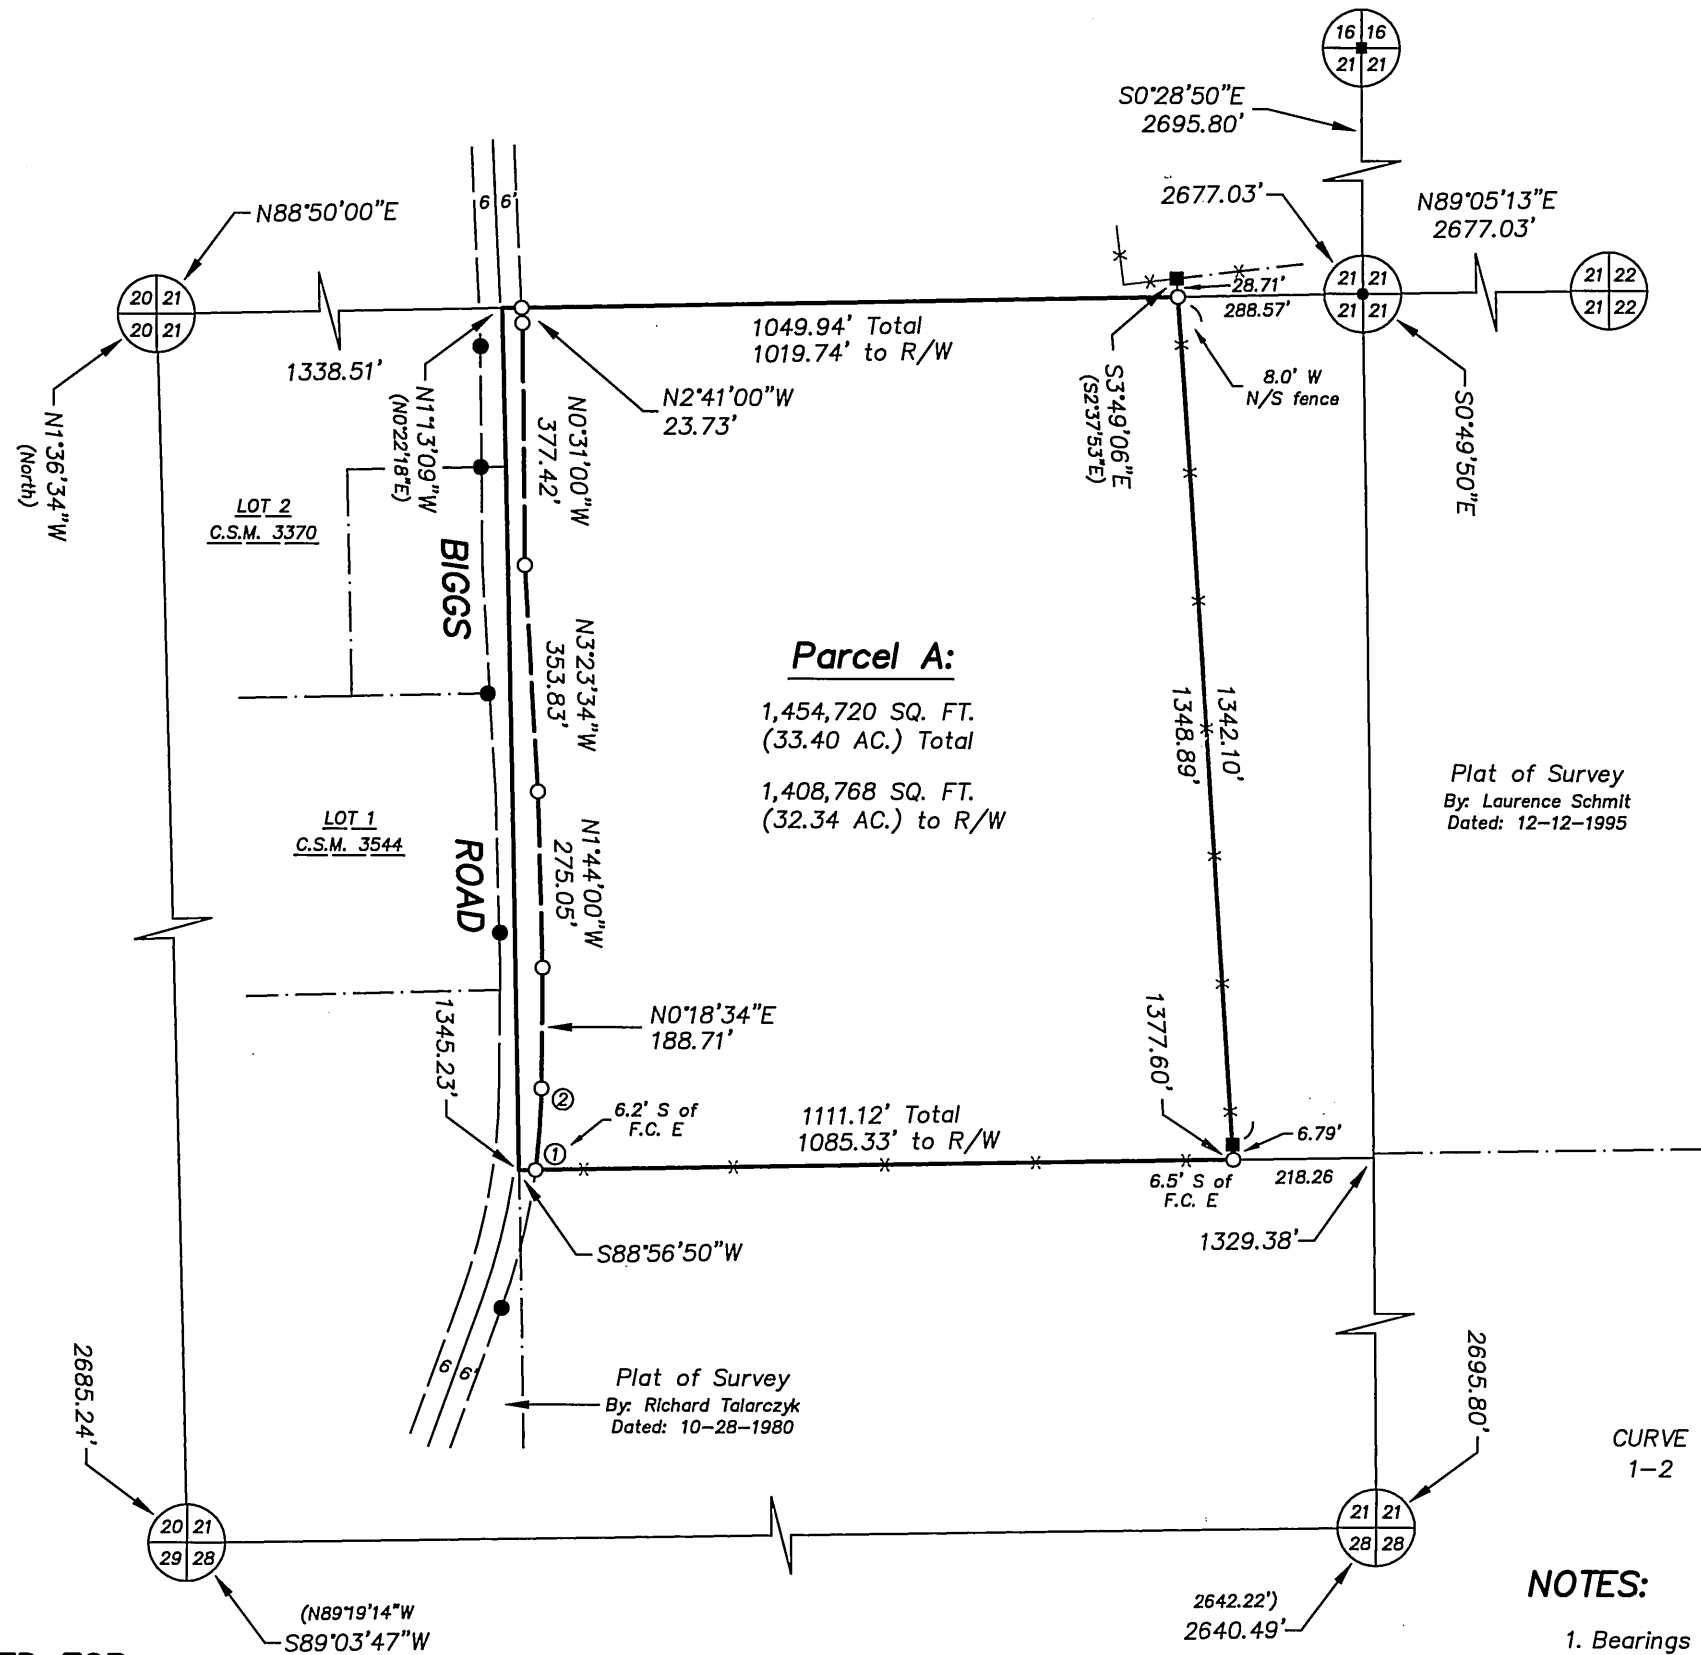 16 16
21 21
S0°28'50"E
2695.80'
2677.03'
N89°05'13"E
2677.03'
N88°50'00"E
6 6'
20 21
20 21
21 21
21 21
21 22
21 22
28.71'
288.57'
1338.51'
1049.94' Total
1019.74' to R/W
8.0' W
N/S fence
N2°41'00"W
23.73'
N1°36'34"W
(North)
N1°13'09"W
(N0°22'18"E)
N0°31'00"W
377.42'
S3°49'06"E
(S2°37'53"E)
S0°49'50"E
LOT 2
C.S.M. 3370
BIGGS
N3°23'34"W
353.83'
Parcel A:
1,454,720 SQ. FT.
(33.40 AC.) Total
1,408,768 SQ. FT.
(32.34 AC.) to R/W
1342.10'
1348.89'
Plat of Survey
By: Laurence Schmit
Dated: 12-12-1995
LOT 1
C.S.M. 3544
ROAD
N1°44'00"W
275.05'
N0°18'34"E
188.71'
1345.23'
1377.60'
2
1
6.2' S of
F.C. E
1111.12' Total
1085.33' to R/W
6.79'
6.5' S of
F.C. E
218.26
S88°56'50"W
1329.38'
6 6'
Plat of Survey
By: Richard Talarczyk
Dated: 10-28-1980
2685.24'
2695.80'
CURVE
1-2
20 21
29 28
21 21
28 28
NOTES:
(N89°19'14"W
S89°03'47"W
2642.22')
2640.49'
1. Bearings